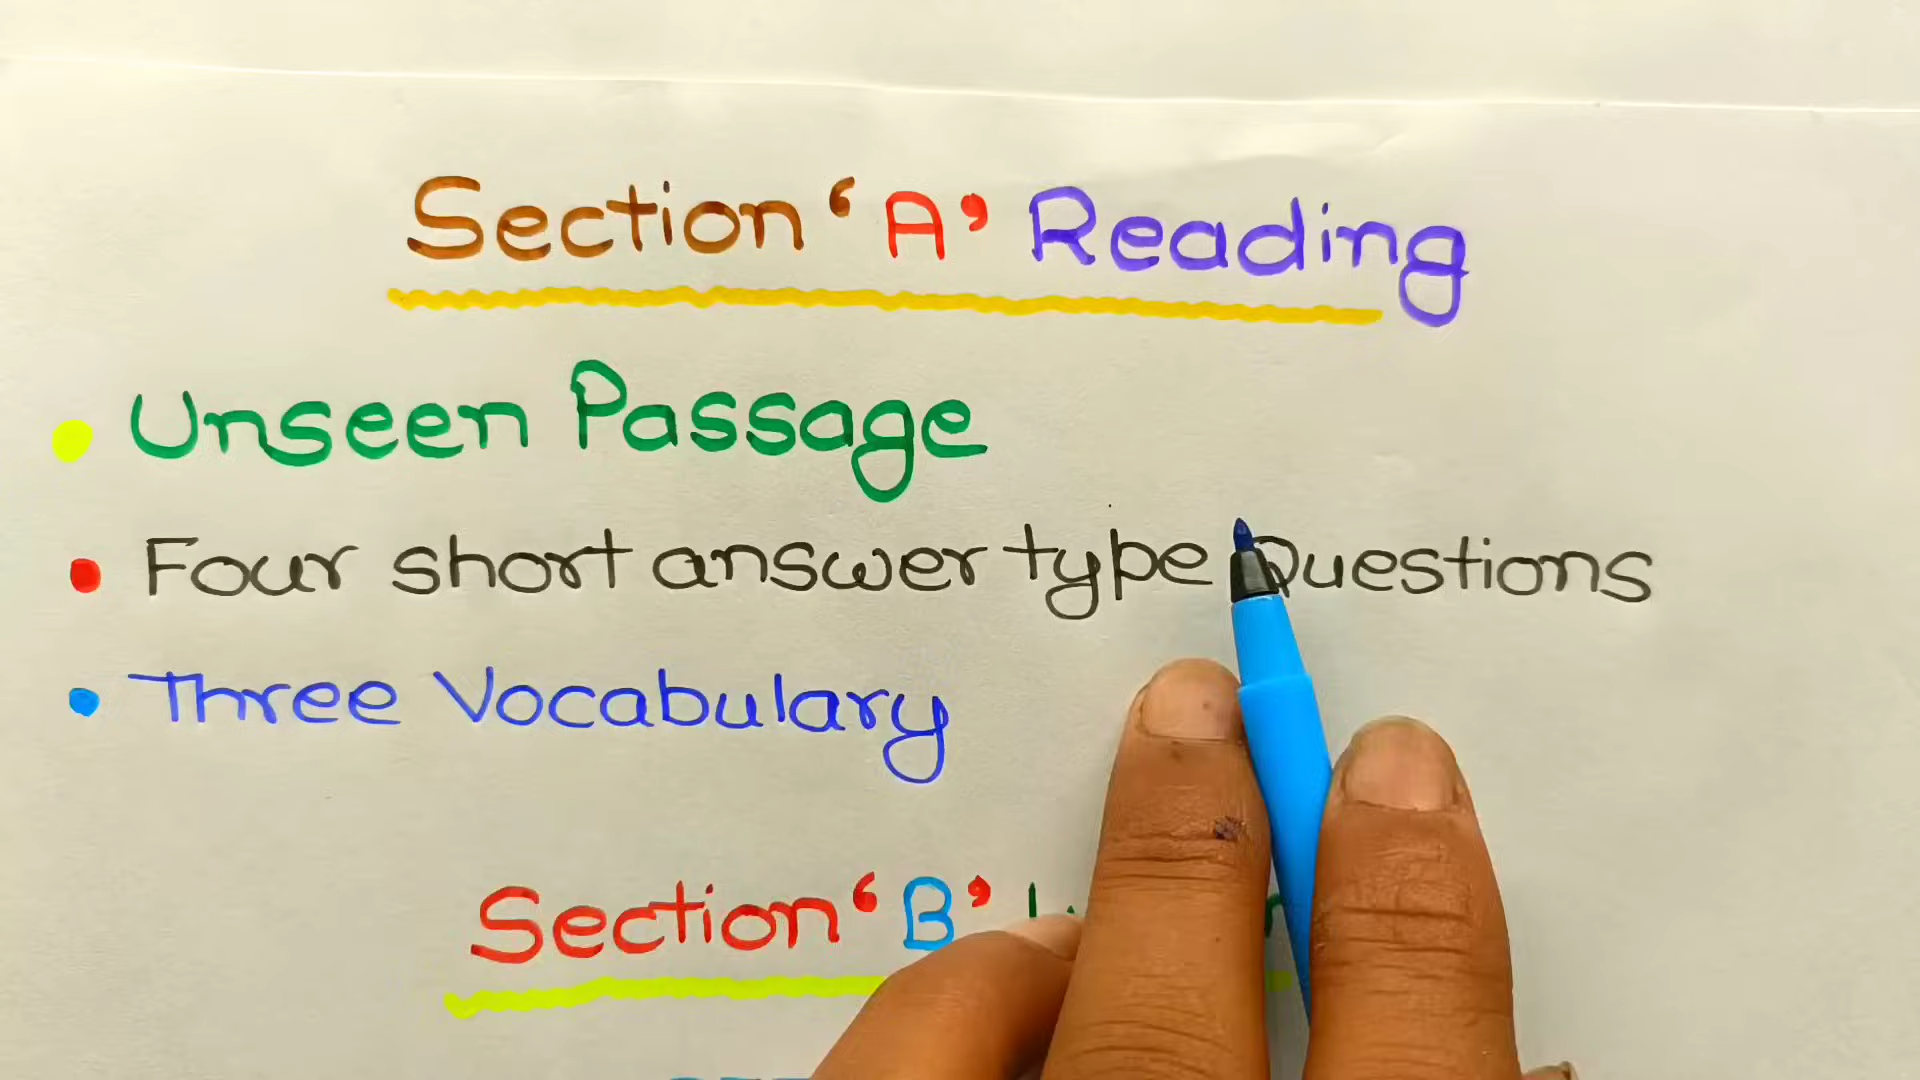 Section ‘A’ Reading
Unseen Passage
Four short answer type Questions
Three Vocabulary
Section ‘B’